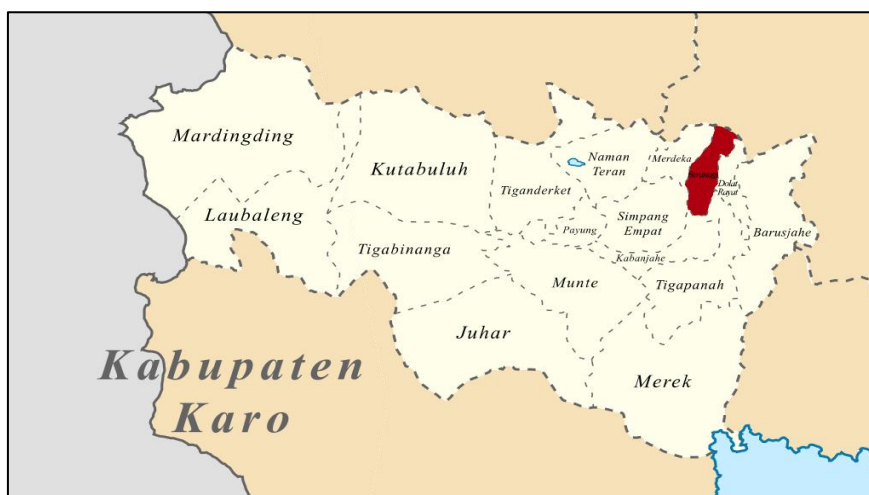 Mardingding
Kutabuluh
Naman
Teran
Merdeka
Berastagi
Dolat
Rayat
Tiganderket
Laubaleng
Simpang
Empat
Payung
Barusjahe
Tigabinanga
Kabanjahe
Munte
Tigapanah
Juhar
Kabupaten
Karo
Merek